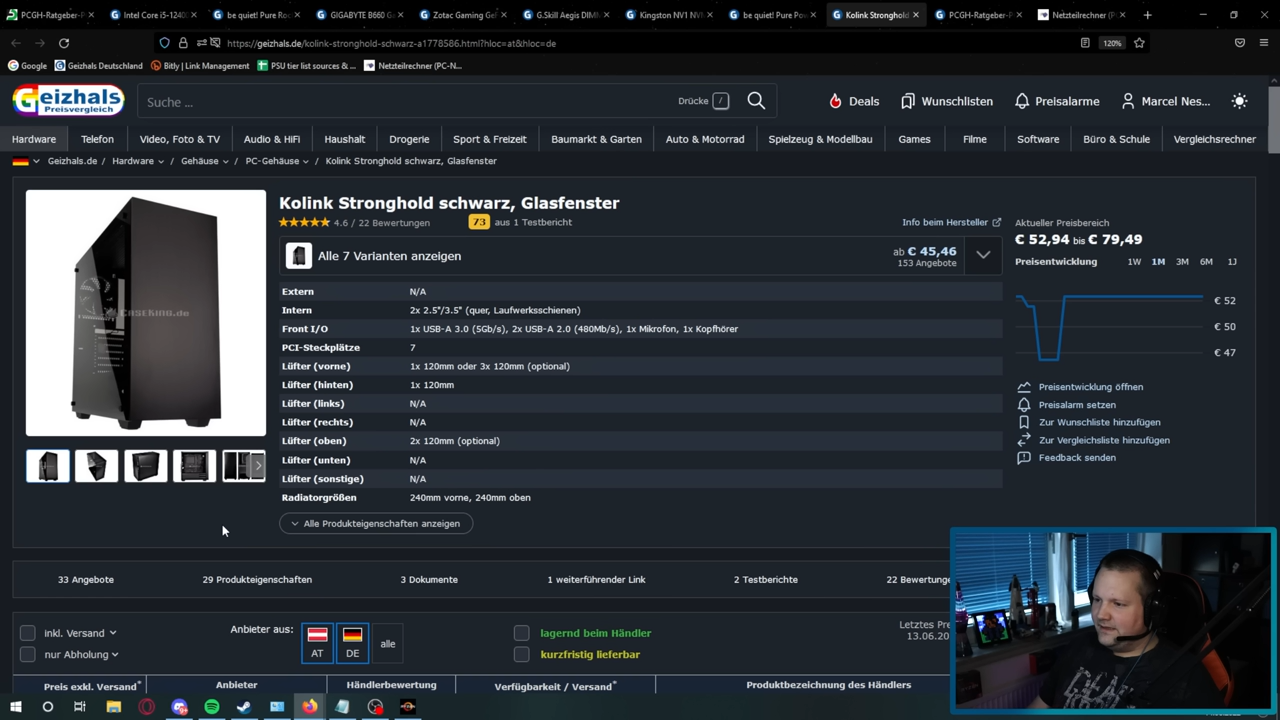 PCGH-Ratgeber-P
Intel Core i5-1240
be quiet! Pure Roc
GIGABYTE B660 Ga
Zotac Gaming GeF
G.Skill Aegis DIMM
Kingston NV1 NVM
be quiet! Pure Pow
Kolink Stronghold
PCGH-Ratgeber-P
Netzteilrechner (P
https://geizhals.de/kolink-stronghold-schwarz-a1778586.html?hloc=at&hloc=de
120%
Google
Geizhals Deutschland
Bitly | Link Management
PSU tier list sources & ...
Netzteilrechner (PC-N...
Geizhals
Preisvergleich
Suche ...
Drücke /
Deals
Wunschlisten
Preisalarme
Marcel Nes...
Hardware
Telefon
Video, Foto & TV
Audio & HiFi
Haushalt
Drogerie
Sport & Freizeit
Baumarkt & Garten
Auto & Motorrad
Spielzeug & Modellbau
Games
Filme
Software
Büro & Schule
Vergleichsrechner
Geizhals.de / Hardware / Gehäuse / PC-Gehäuse / Kolink Stronghold schwarz, Glasfenster
CASEKING.de
Kolink Stronghold schwarz, Glasfenster
4.6 / 22 Bewertungen
73 aus 1 Testbericht
Info beim Hersteller
Alle 7 Varianten anzeigen
ab € 45,46
153 Angebote
Extern N/A
Intern 2x 2.5"/3.5" (quer, Laufwerksschienen)
Front I/O 1x USB-A 3.0 (5Gb/s), 2x USB-A 2.0 (480Mb/s), 1x Mikrofon, 1x Kopfhörer
PCI-Steckplätze 7
Lüfter (vorne) 1x 120mm oder 3x 120mm (optional)
Lüfter (hinten) 1x 120mm
Lüfter (links) N/A
Lüfter (rechts) N/A
Lüfter (oben) 2x 120mm (optional)
Lüfter (unten) N/A
Lüfter (sonstige) N/A
Radiatorgrößen 240mm vorne, 240mm oben
Alle Produkteigenschaften anzeigen
Aktueller Preisbereich
€ 52,94 bis € 79,49
Preisentwicklung 1W 1M 3M 6M 1J
€ 52
€ 50
€ 47
Preisentwicklung öffnen
Preisalarm setzen
Zur Wunschliste hinzufügen
Zur Vergleichsliste hinzufügen
Feedback senden
33 Angebote
29 Produkteigenschaften
3 Dokumente
1 weiterführender Link
2 Testberichte
22 Bewertunge
inkl. Versand
nur Abholung
Anbieter aus:
AT
DE
alle
lagernd beim Händler
kurzfristig lieferbar
Letztes Pre
13.06.20
Preis exkl. Versand*
Anbieter
Händlerbewertung
Verfügbarkeit / Versand*
Produktbezeichnung des Händlers